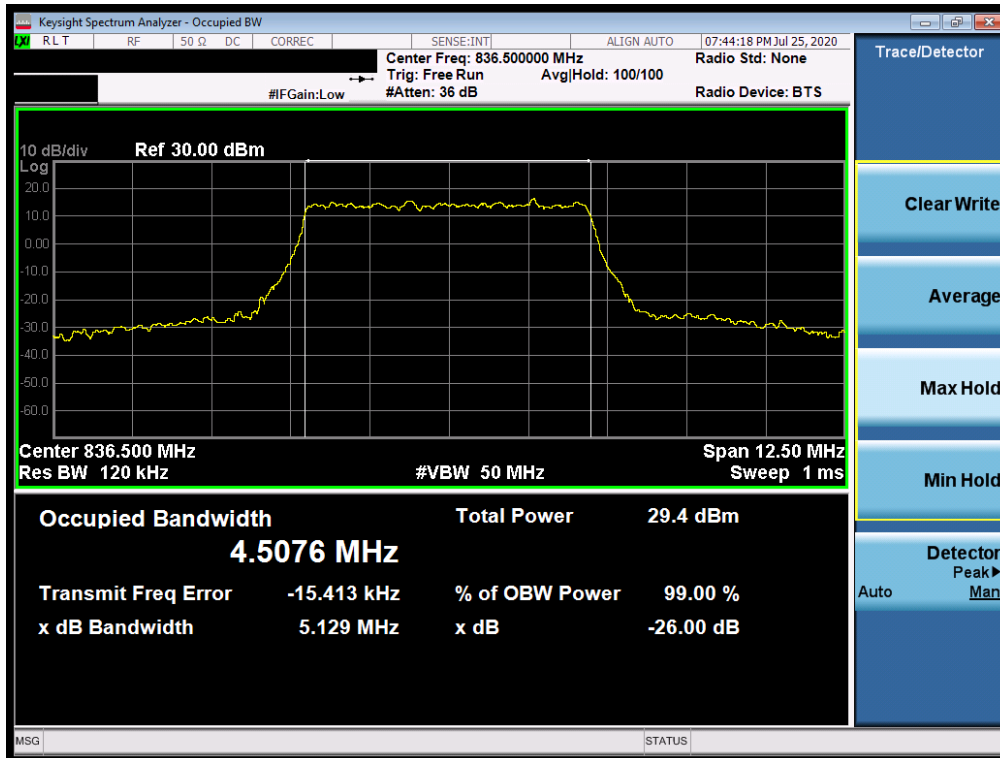 Keysight Spectrum Analyzer - Occupied BW
LXI RLT RF 50 Ω DC CORREC SENSE:INT ALIGN AUTO 07:44:18 PM Jul 25, 2020
Center Freq: 836.500000 MHz Radio Std: None
Trig: Free Run Avg|Hold: 100/100
#IFGain:Low #Atten: 36 dB Radio Device: BTS
10 dB/div Ref 30.00 dBm
Log
20.0
10.0
0.00
-10.0
-20.0
-30.0
-40.0
-50.0
-60.0
Center 836.500 MHz Span 12.50 MHz
Res BW 120 kHz #VBW 50 MHz Sweep 1 ms
Occupied Bandwidth Total Power 29.4 dBm
4.5076 MHz
Transmit Freq Error -15.413 kHz % of OBW Power 99.00 %
x dB Bandwidth 5.129 MHz x dB -26.00 dB
MSG STATUS
Trace/Detector
Clear Write
Average
Max Hold
Min Hold
Detector
Peak▶
Auto Man